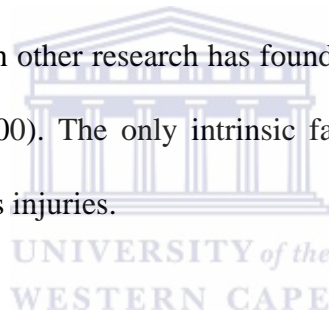 n other research has found
00). The only intrinsic fa
s injuries.
UNIVERSITY of the
WESTERN CAPE